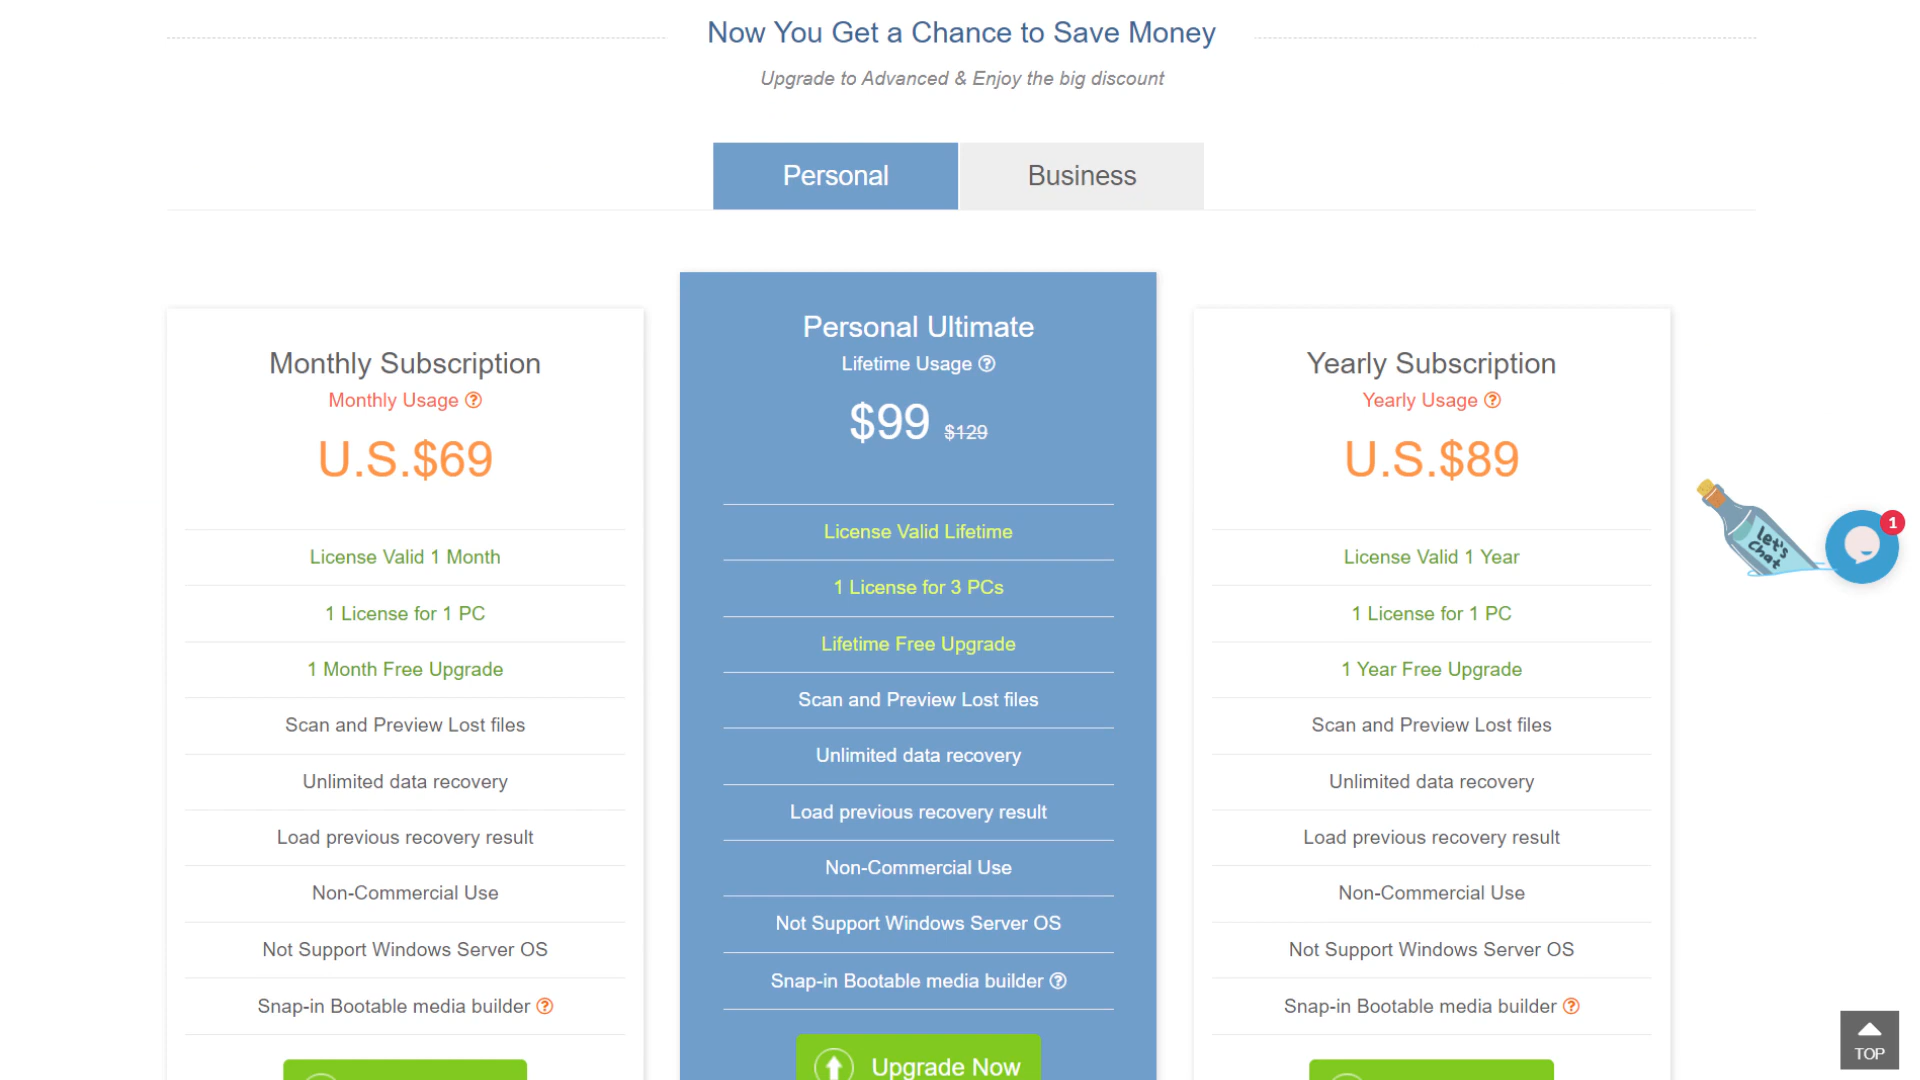 Now You Get a Chance to Save Money
Upgrade to Advanced & Enjoy the big discount
Personal
Business
Monthly Subscription
Monthly Usage
U.S.$69
License Valid 1 Month
1 License for 1 PC
1 Month Free Upgrade
Scan and Preview Lost files
Unlimited data recovery
Load previous recovery result
Non-Commercial Use
Not Support Windows Server OS
Snap-in Bootable media builder
Personal Ultimate
Lifetime Usage
$99 $129
License Valid Lifetime
1 License for 3 PCs
Lifetime Free Upgrade
Scan and Preview Lost files
Unlimited data recovery
Load previous recovery result
Non-Commercial Use
Not Support Windows Server OS
Snap-in Bootable media builder
Upgrade Now
Yearly Subscription
Yearly Usage
U.S.$89
License Valid 1 Year
1 License for 1 PC
1 Year Free Upgrade
Scan and Preview Lost files
Unlimited data recovery
Load previous recovery result
Non-Commercial Use
Not Support Windows Server OS
Snap-in Bootable media builder
Let's
Chat
1
TOP